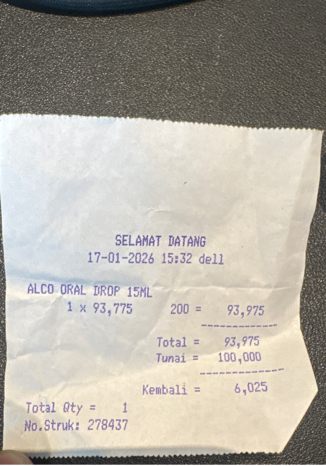 SELAMAT DATANG
17-01-2026 15:32 dell
ALCO ORAL DROP 15ML
1 x 93,775 200 = 93,975
Total = 93,975
Tunai = 100,000
Kembali = 6,025
Total Qty = 1
No.Struk: 278437